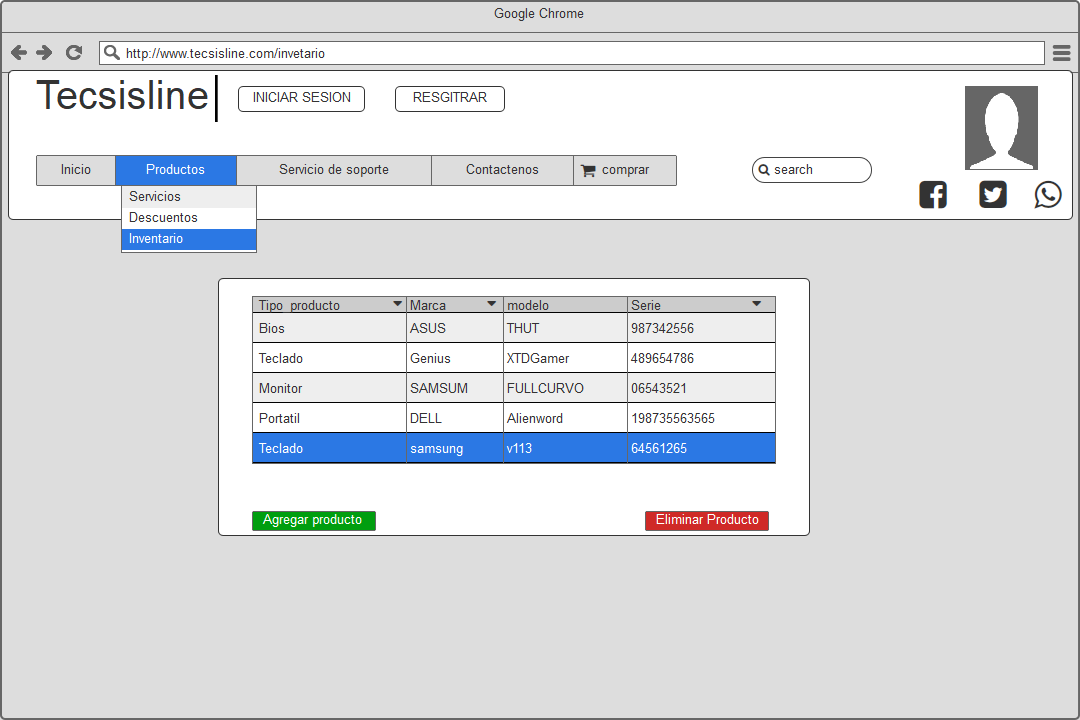 Google Chrome
http://www.tecsisline.com/invetario
Tecsisline
INICIAR SESION
RESGITRAR
Inicio
Productos
Servicio de soporte
Contactenos
comprar
search
Servicios
Descuentos
Inventario
Tipo producto Marca modelo Serie
Bios ASUS THUT 987342556
Teclado Genius XTDGamer 489654786
Monitor SAMSUM FULLCURVO 06543521
Portatil DELL Alienword 198735563565
Teclado samsung v113 64561265
Agregar producto
Eliminar Producto